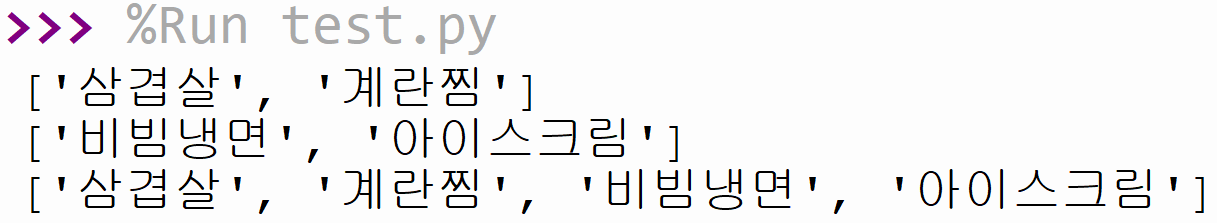 >>> %Run test.py
['삼겹살', '계란찜']
['비빔냉면', '아이스크림']
['삼겹살', '계란찜', '비빔냉면', '아이스크림']